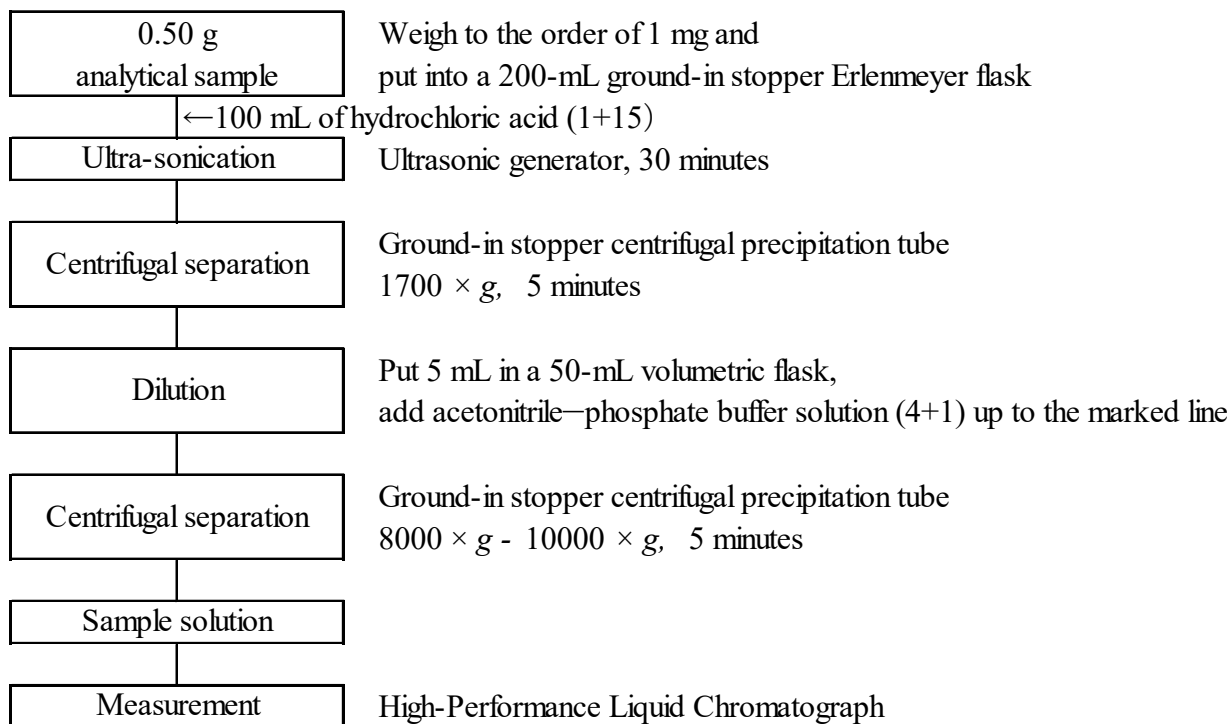 0.50 g
analytical sample
Weigh to the order of 1 mg and
put into a 200-mL ground-in stopper Erlenmeyer flask
←100 mL of hydrochloric acid (1+15）
Ultra-sonication
Ultrasonic generator, 30 minutes
Centrifugal separation
Ground-in stopper centrifugal precipitation tube
1700 × g, 5 minutes
Dilution
Put 5 mL in a 50-mL volumetric flask,
add acetonitrile─phosphate buffer solution (4+1) up to the marked line
Centrifugal separation
Ground-in stopper centrifugal precipitation tube
8000 × g - 10000 × g, 5 minutes
Sample solution
Measurement
High-Performance Liquid Chromatograph